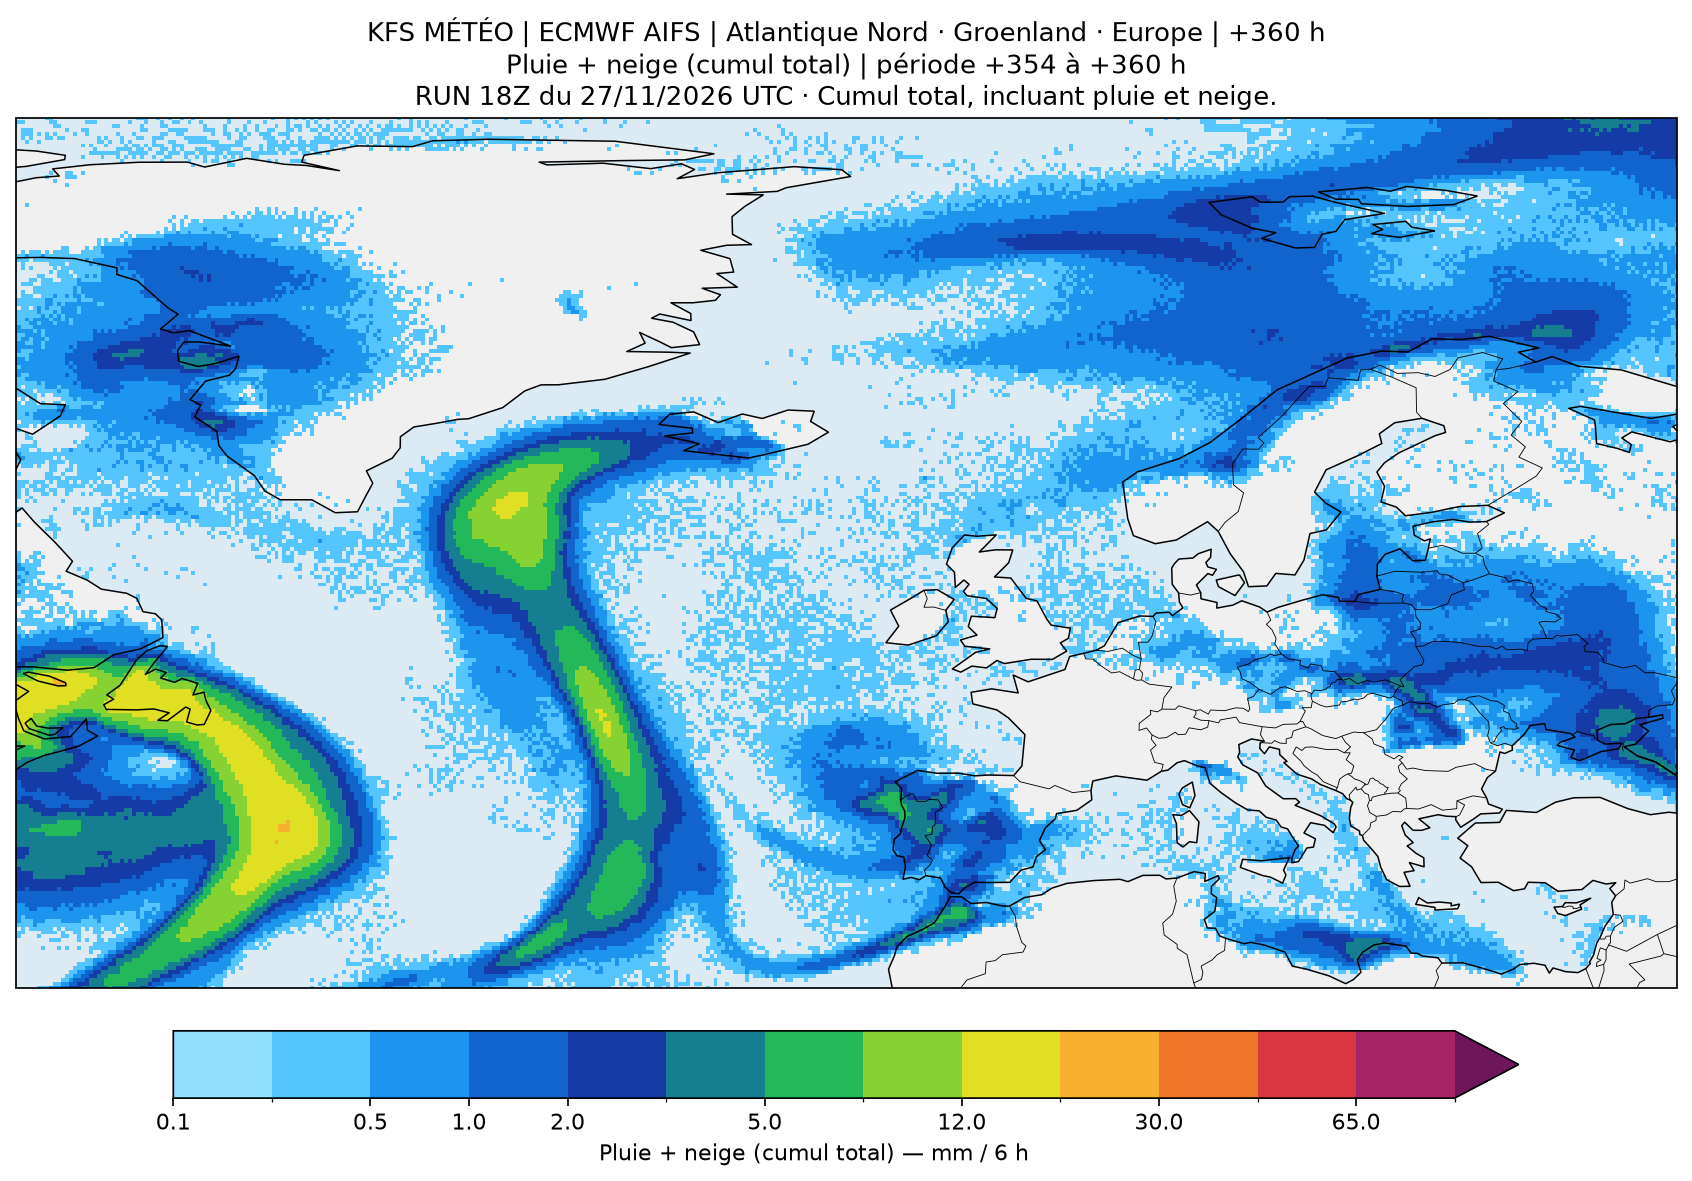 KFS MÉTÉO | ECMWF AIFS | Atlantique Nord · Groenland · Europe | +360 h
Pluie + neige (cumul total) | période +354 à +360 h
RUN 18Z du 27/11/2026 UTC · Cumul total, incluant pluie et neige.
0.1 0.5 1.0 2.0 5.0 12.0 30.0 65.0
Pluie + neige (cumul total) — mm / 6 h